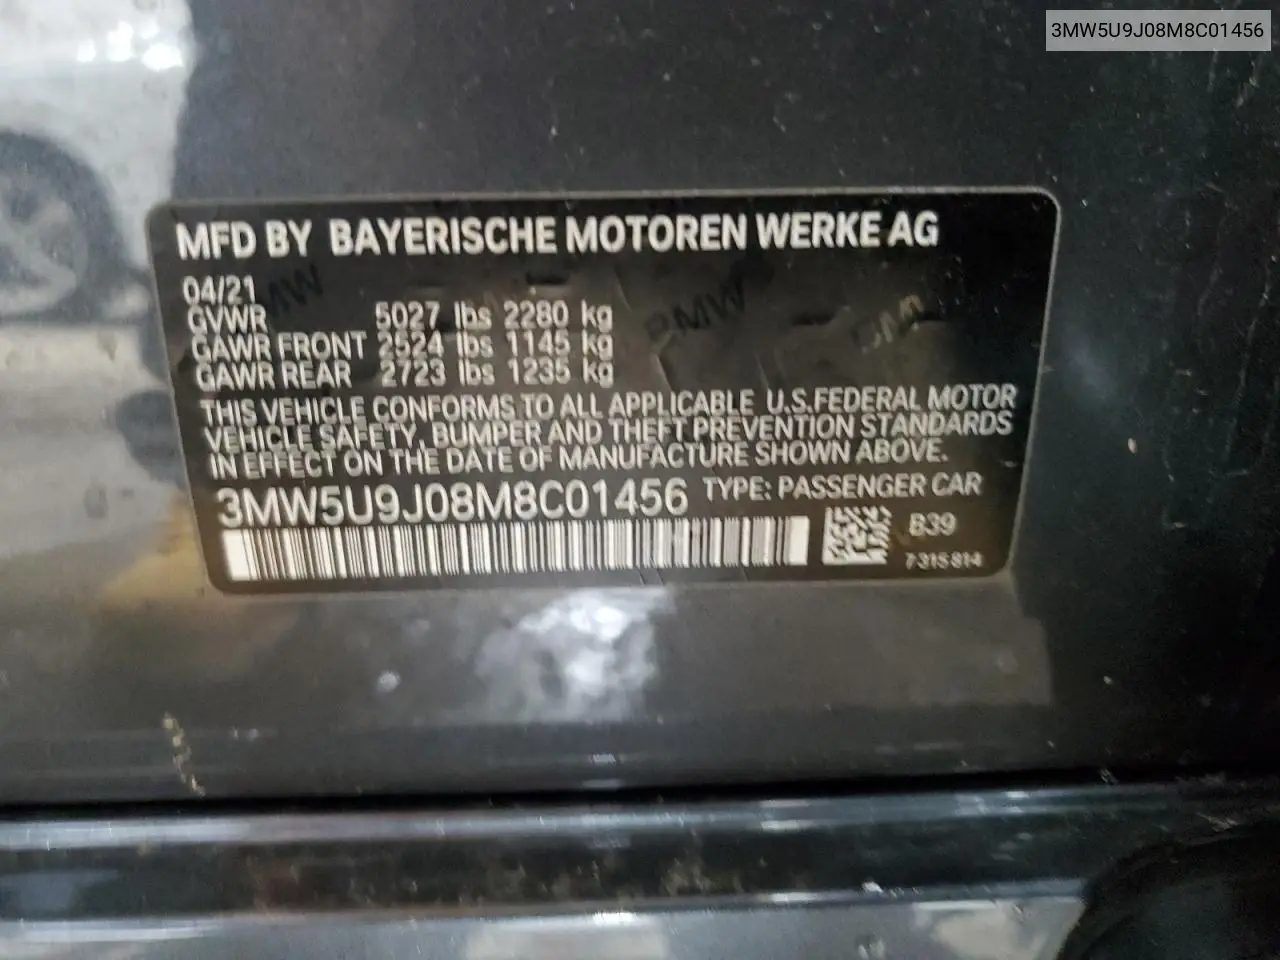 3MW5U9J08M8C01456
MFD BY BAYERISCHE MOTOREN WERKE AG
04/21
GVWR 5027 lbs 2280 kg
GAWR FRONT 2524 lbs 1145 kg
GAWR REAR 2723 lbs 1235 kg
BMW
THIS VEHICLE CONFORMS TO ALL APPLICABLE U.S.FEDERAL MOTOR
VEHICLE SAFETY, BUMPER AND THEFT PREVENTION STANDARDS
IN EFFECT ON THE DATE OF MANUFACTURE SHOWN ABOVE.
3MW5U9J08M8C01456 TYPE: PASSENGER CAR
B39
7 315 814